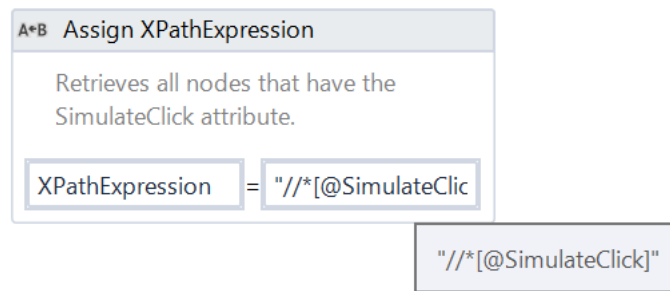 A←B Assign XPathExpression
Retrieves all nodes that have the
SimulateClick attribute.
XPathExpression = "//*[@SimulateClic
"//*[@SimulateClick]"